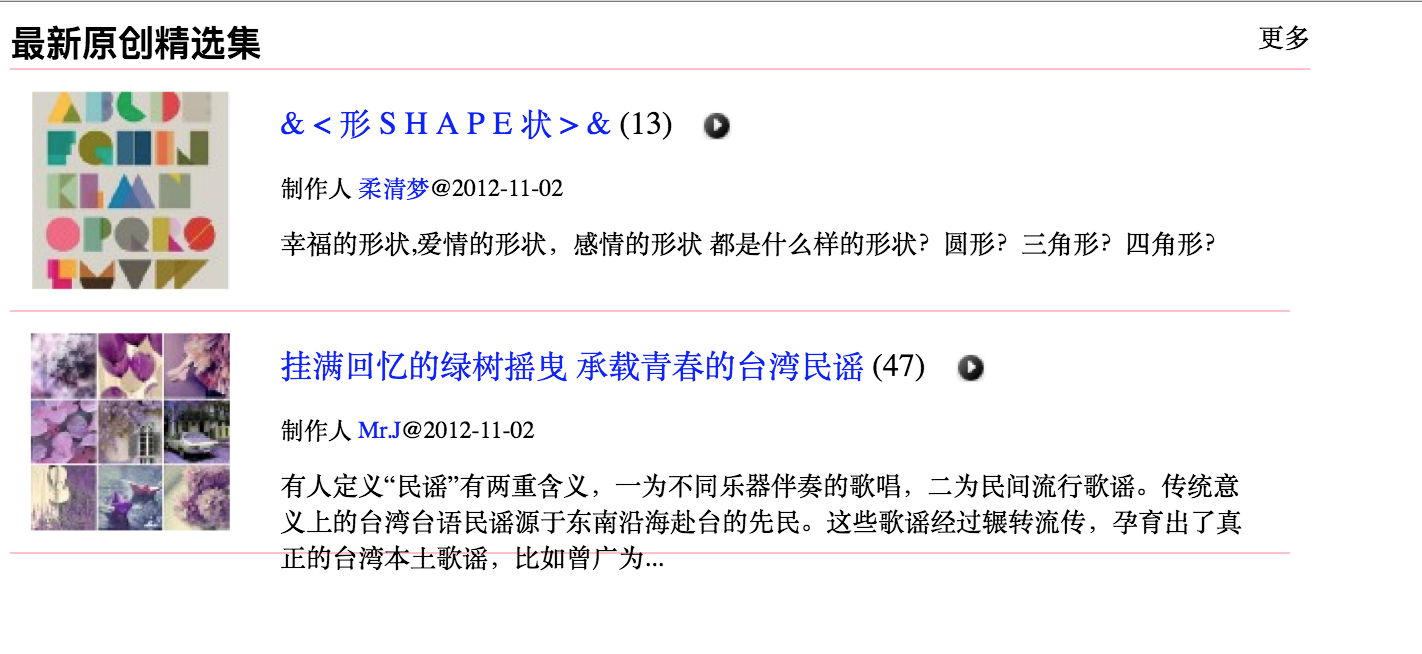 最新原创精选集
更多
& < 形 S H A P E 状 > & (13)
制作人 柔清梦@2012-11-02
幸福的形状,爱情的形状，感情的形状 都是什么样的形状？圆形？三角形？四角形？
挂满回忆的绿树摇曳 承载青春的台湾民谣 (47)
制作人 Mr.J@2012-11-02
有人定义“民谣”有两重含义，一为不同乐器伴奏的歌唱，二为民间流行歌谣。传统意
义上的台湾台语民谣源于东南沿海赴台的先民。这些歌谣经过辗转流传，孕育出了真
正的台湾本土歌谣，比如曾广为...